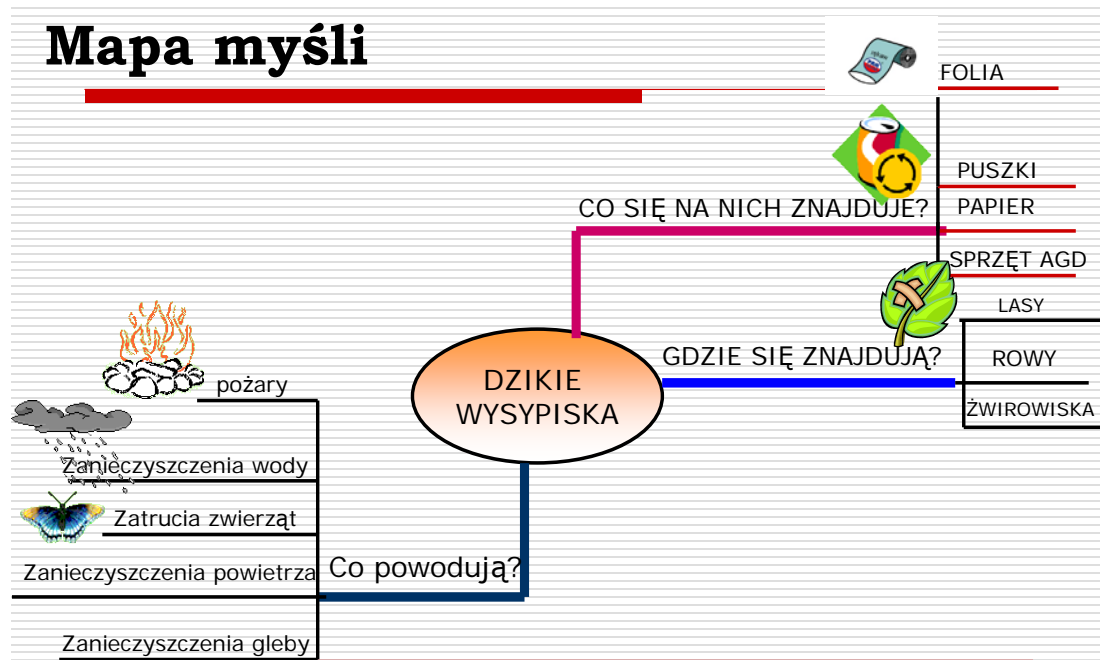 Mapa myśli
FOLIA
PUSZKI
CO SIĘ NA NICH ZNAJDUJE?
PAPIER
SPRZĘT AGD
LASY
GDZIE SIĘ ZNAJDUJĄ?
ROWY
ŻWIROWISKA
DZIKIE
WYSYPISKA
pożary
Zanieczyszczenia wody
Zatrucia zwierząt
Zanieczyszczenia powietrza
Co powodują?
Zanieczyszczenia gleby